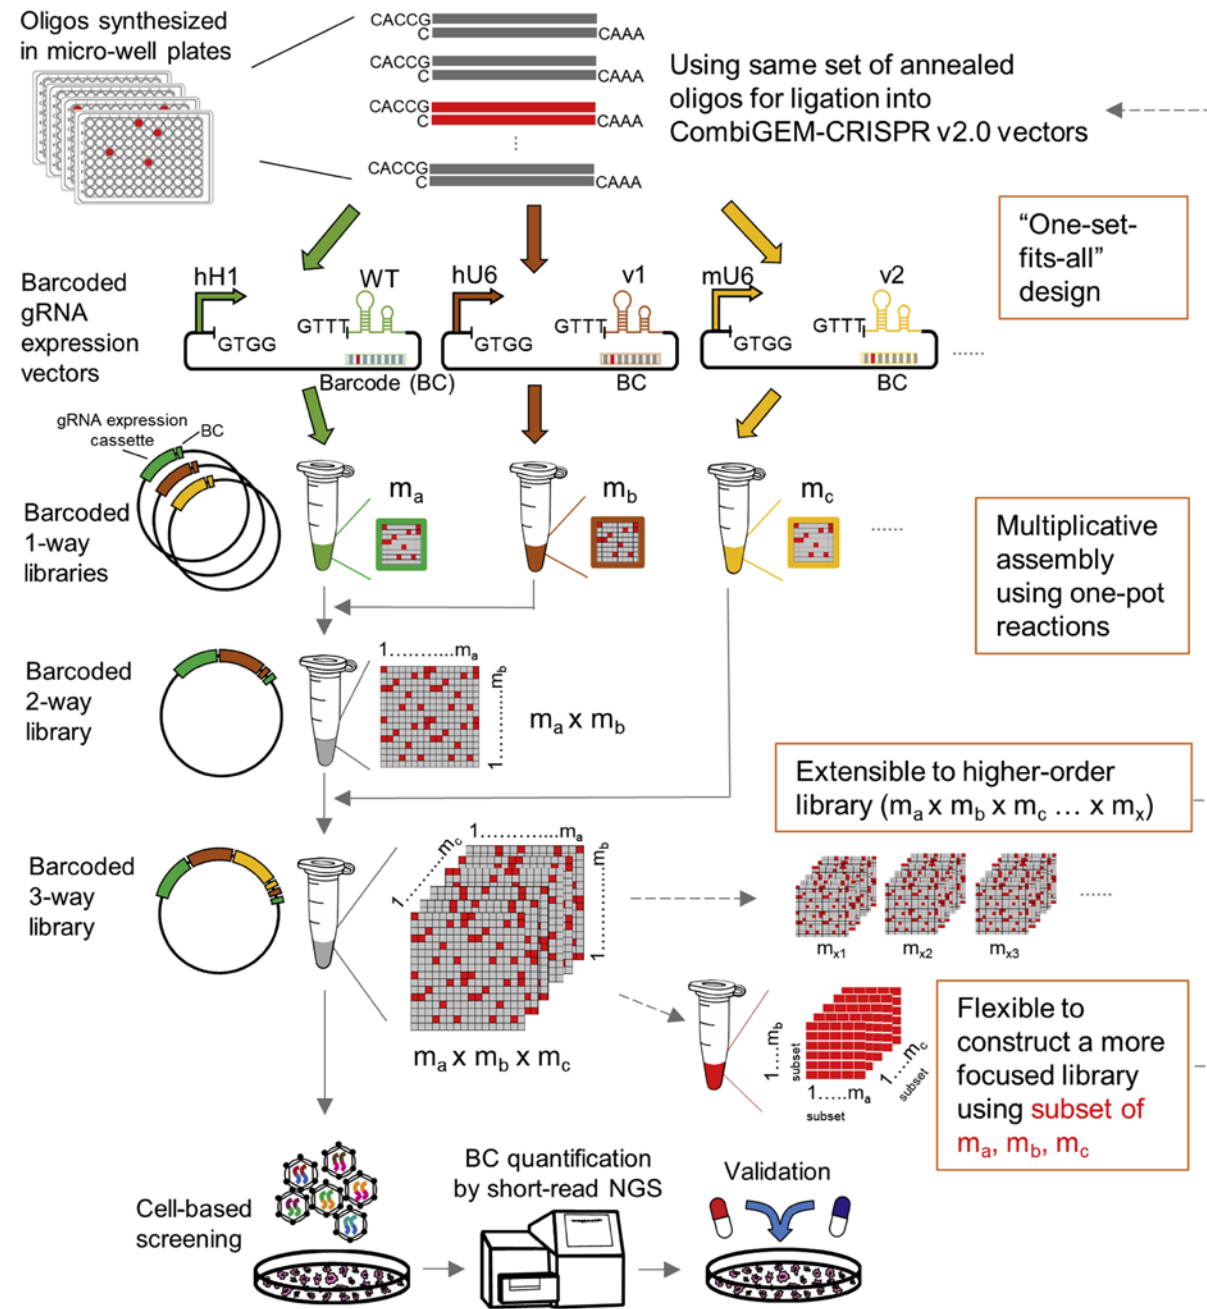 Oligos synthesized
in micro-well plates
CACCG
C
CAAA
CACCG
C
CAAA
CACCG
C
CAAA
CACCG
C
CAAA
Using same set of annealed
oligos for ligation into
CombiGEM-CRISPR v2.0 vectors
"One-set-
fits-all"
design
Barcoded
gRNA
expression
vectors
hH1
WT
GTTT
GTGG
Barcode (BC)
hU6
v1
GTTT
GTGG
BC
mU6
v2
GTTT
GTGG
BC
gRNA expression
cassette
BC
Barcoded
1-way
libraries
ma
mb
mc
Multiplicative
assembly
using one-pot
reactions
Barcoded
2-way
library
1...........ma
1.......mb
ma x mb
Extensible to higher-order
library (ma x mb x mc ... x mx)
Barcoded
3-way
library
1..............ma
1.......mc
1.......mb
ma x mb x mc
mx1
mx2
mx3
1....mb
subset
1.....ma
subset
1....mc
subset
Flexible to
construct a more
focused library
using subset of
ma, mb, mc
Cell-based
screening
BC quantification
by short-read NGS
Validation